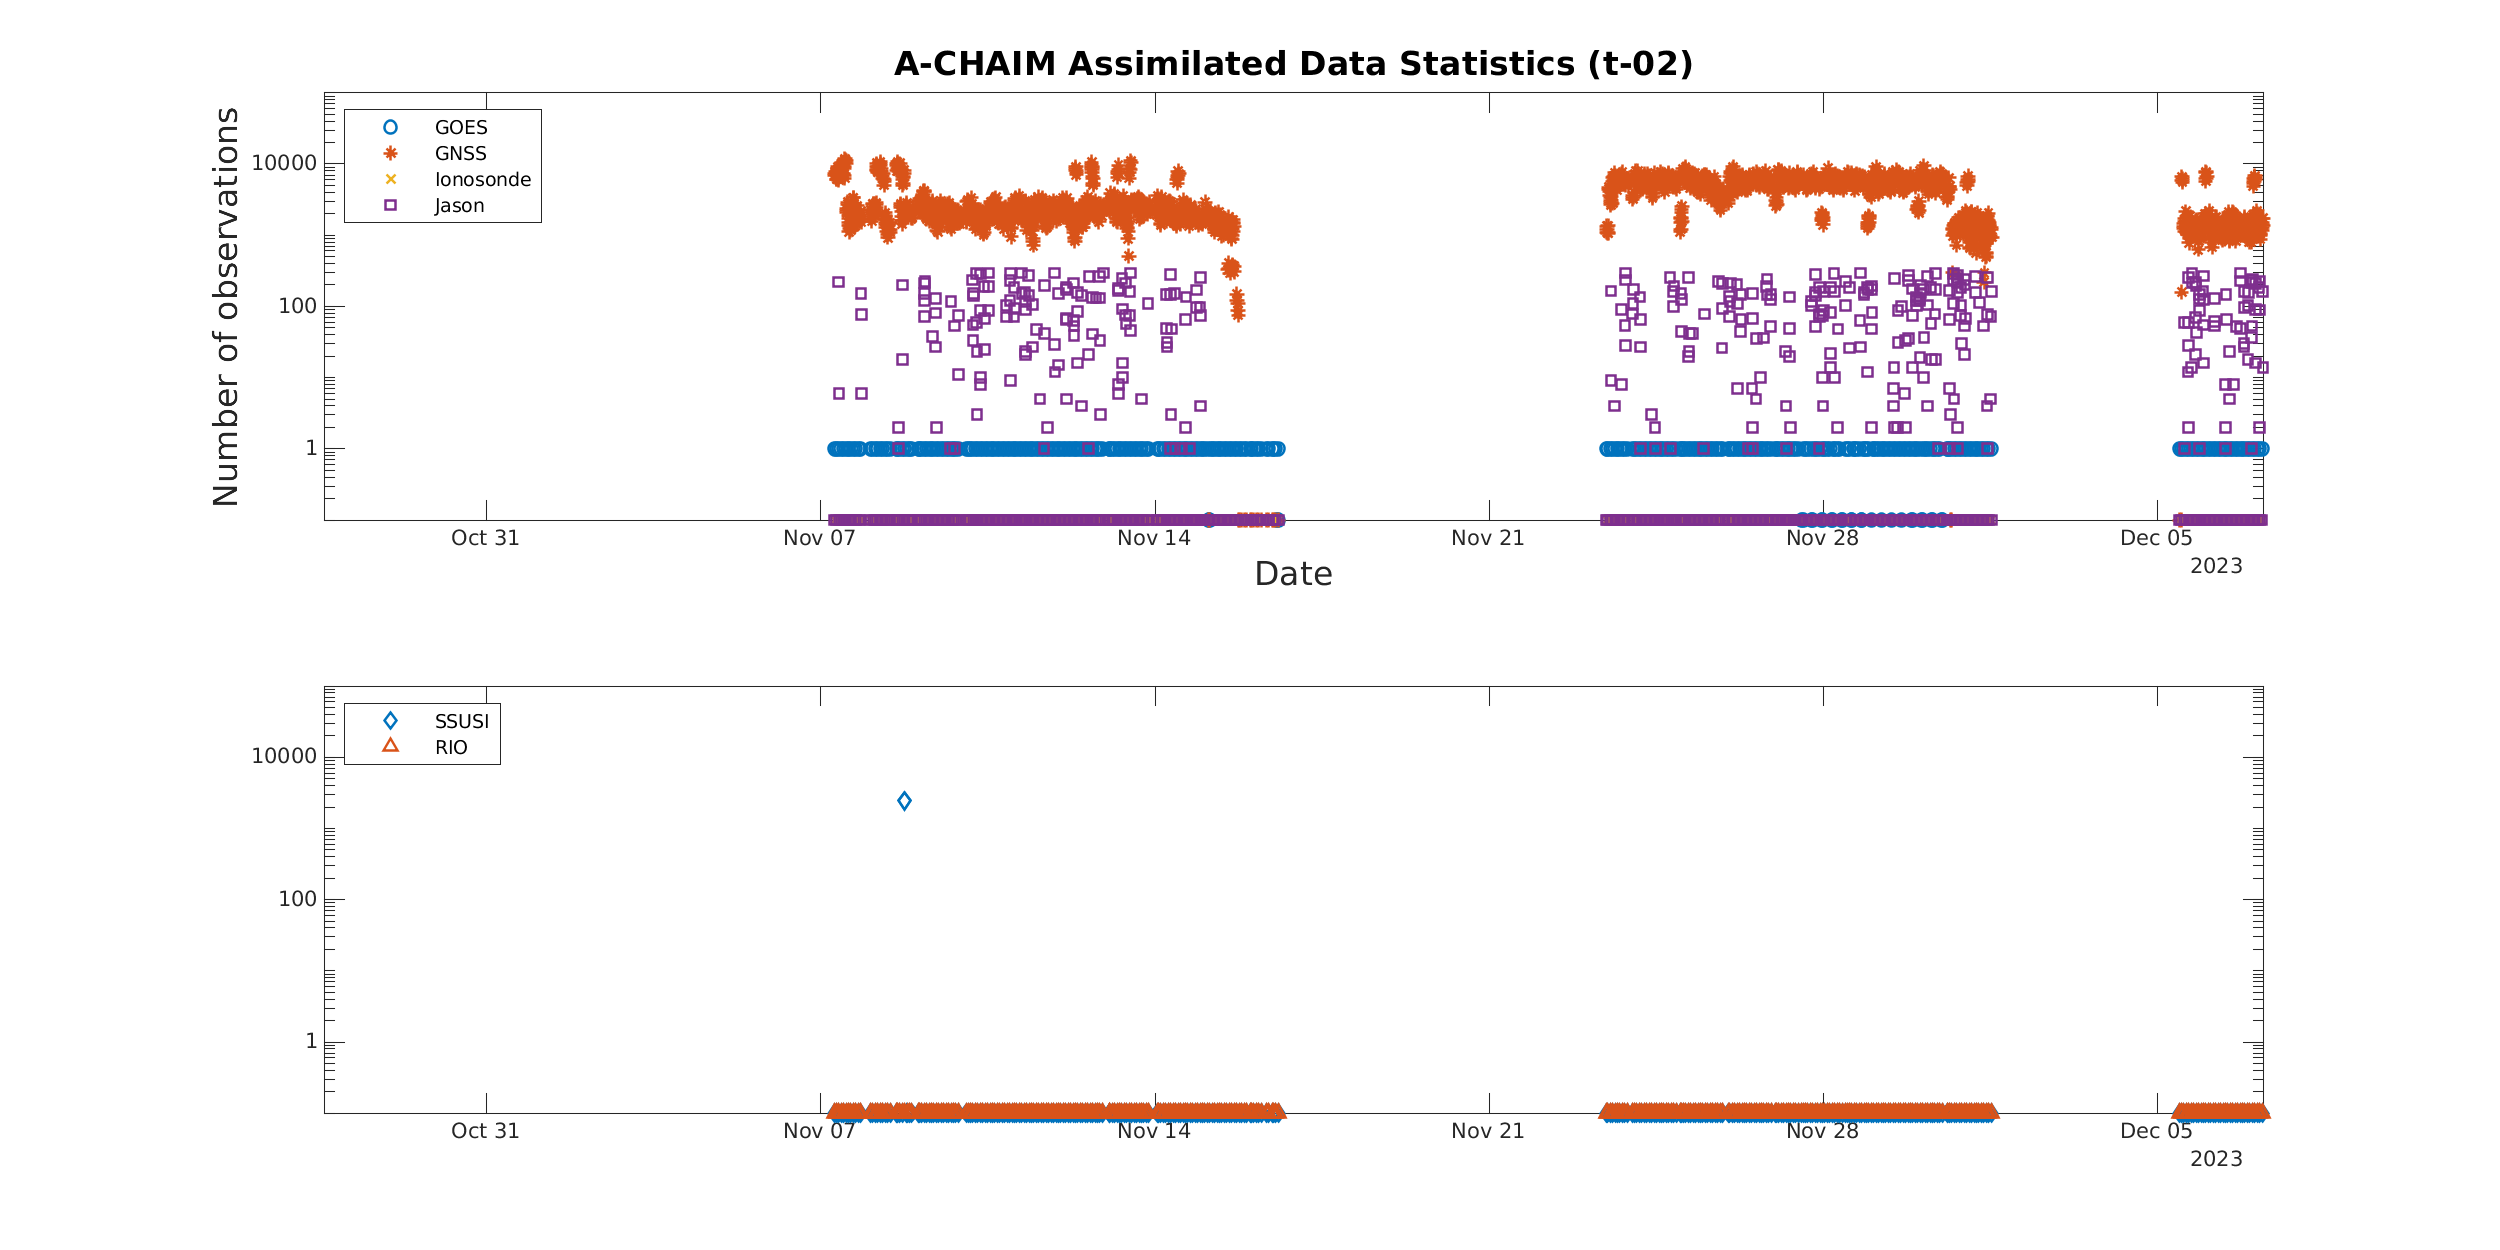 A-CHAIM Assimilated Data Statistics (t-02)
GOES
GNSS
Ionosonde
Jason
10000
100
1
Number of observations
Oct 31 Nov 07 Nov 14 Nov 21 Nov 28 Dec 05
2023
Date
SSUSI
RIO
10000
100
1
Oct 31 Nov 07 Nov 14 Nov 21 Nov 28 Dec 05
2023